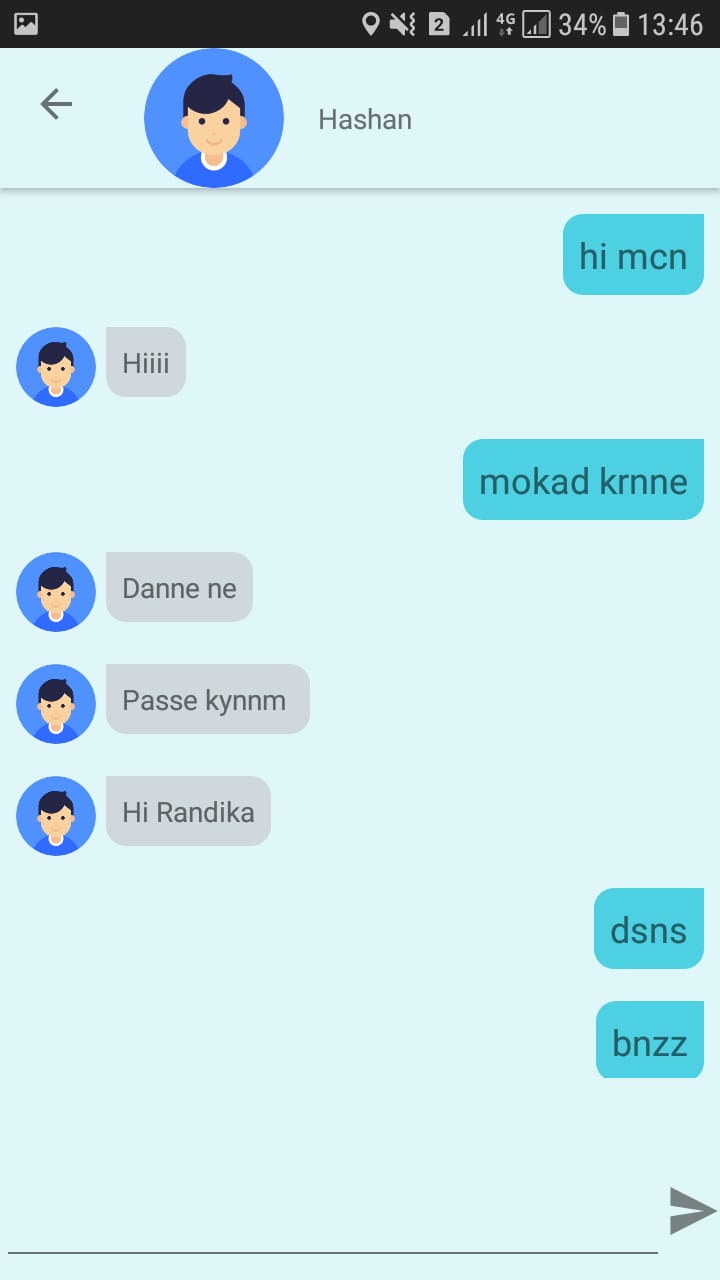 2 4G 34% 13:46
Hashan
hi mcn
Hiiii
mokad krnne
Danne ne
Passe kynnm
Hi Randika
dsns
bnzz